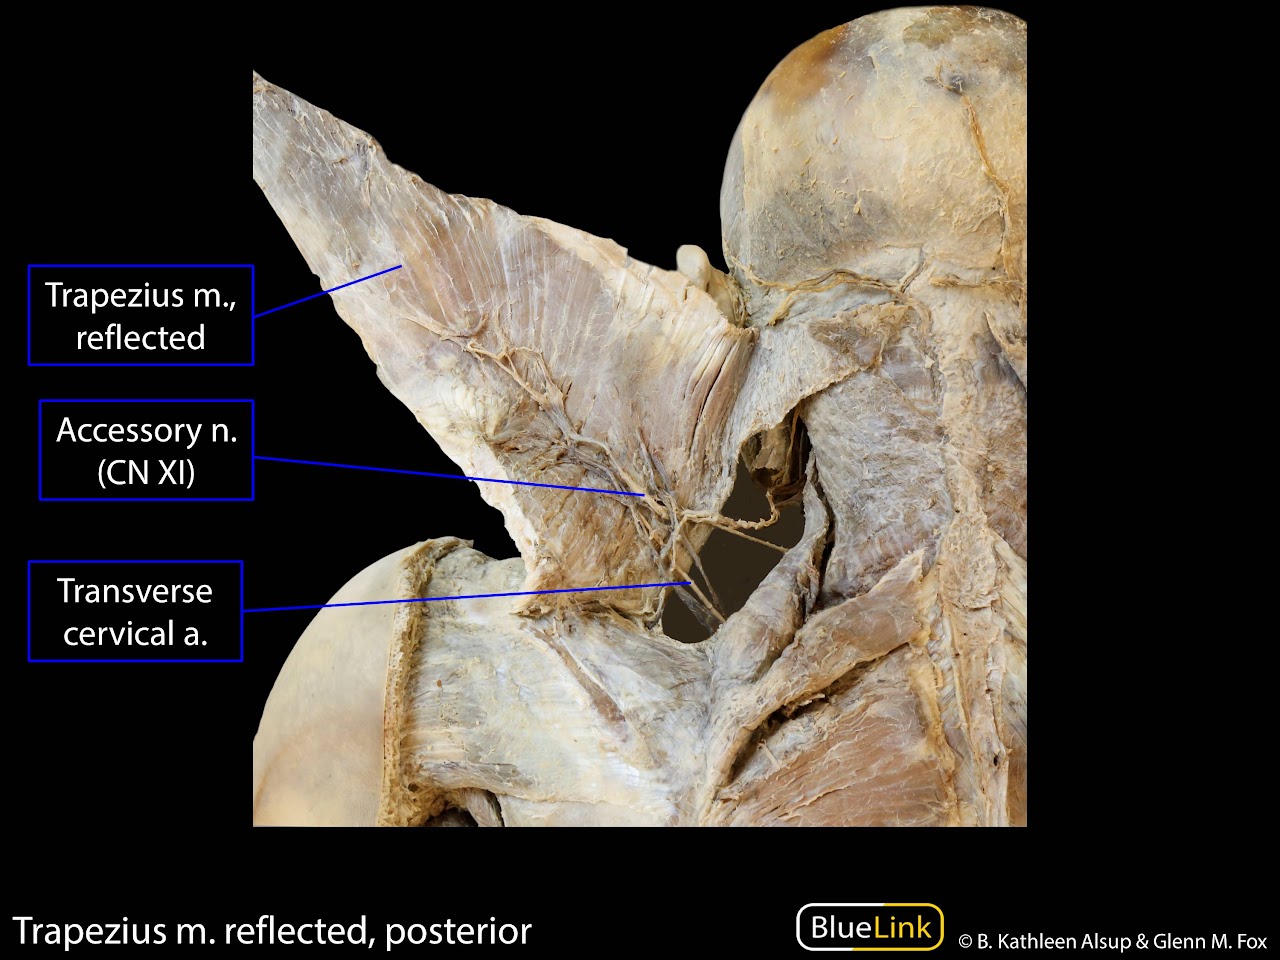 Trapezius m.,
reflected
Accessory n.
(CN XI)
Transverse
cervical a.
Trapezius m. reflected, posterior
BlueLink
© B. Kathleen Alsup & Glenn M. Fox